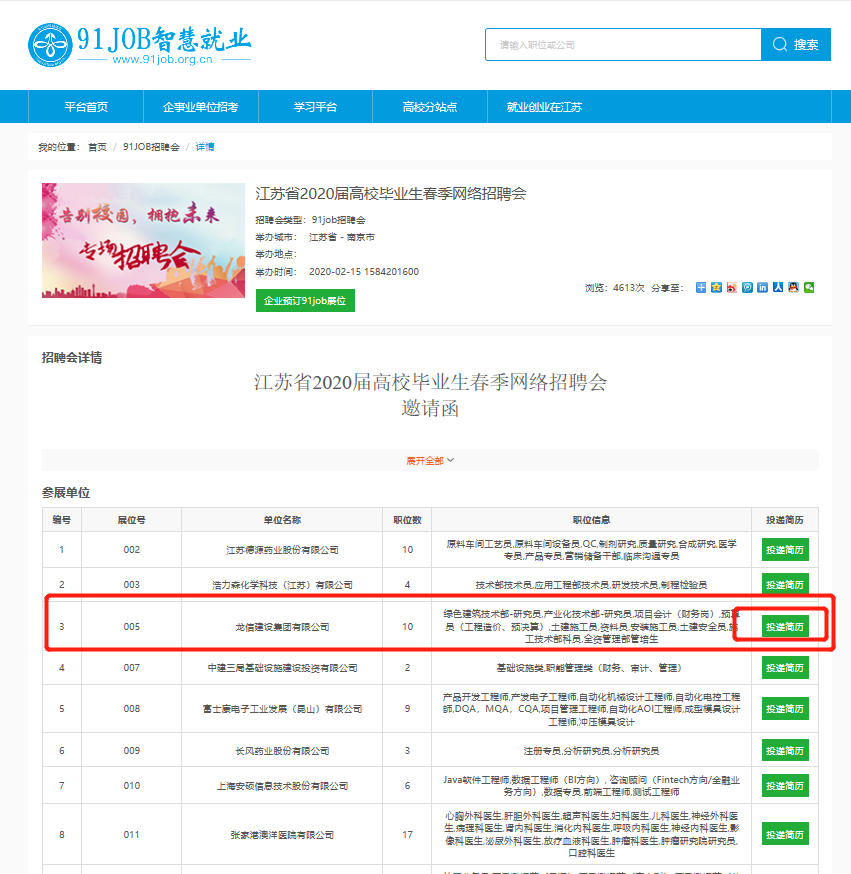 91JOB智慧就业
www.91job.org.cn
请输入职位或公司
搜索
平台首页 企事业单位招考 学习平台 高校分站点 就业创业在江苏
我的位置： 首页 / 91JOB招聘会 / 详情
告别校园，拥抱未来
专场招聘会
江苏省2020届高校毕业生春季网络招聘会
招聘会类型：91job招聘会
举办城市： 江苏省 - 南京市
举办地点：
举办时间： 2020-02-15 1584201600
企业预订91job展位
浏览：4613次 分享至：
招聘会详情
江苏省2020届高校毕业生春季网络招聘会
邀请函
展开全部
参展单位
编号 展位号 单位名称 职位数 职位信息 投递简历
1 002 江苏德源药业股份有限公司 10 原料车间工艺员,原料车间设备员,QC,制剂研究,质量研究,合成研究,医学
专员,产品专员,营销储备干部,临床沟通专员 投递简历
2 003 浩力森化学科技（江苏）有限公司 4 技术部技术员,应用工程部技术员,研发技术员,制程检验员 投递简历
3 005 龙信建设集团有限公司 10 绿色建筑技术部-研究员,产业化技术部-研究员,项目会计（财务岗）,预算
员（工程造价、预决算）,土建施工员,资料员,安装施工员,土建安全员,施
工技术部科员,全资管理部管培生 投递简历
4 007 中建三局基础设施建设投资有限公司 2 基础设施类,职能管理类（财务、审计、管理） 投递简历
5 008 富士康电子工业发展（昆山）有限公司 9 产品开发工程师,产发电子工程师,自动化机械设计工程师,自动化电控工程
师,DQA，MQA，CQA,项目管理工程师,自动化AOI工程师,成型模具设计
工程师,冲压模具设计 投递简历
6 009 长风药业股份有限公司 3 注册专员,分析研究员,分析研究员 投递简历
7 010 上海安硕信息技术股份有限公司 6 Java软件工程师,数据工程师（BI方向）, 咨询顾问（Fintech方向/金融业
务方向）,数据专员,前端工程师,测试工程师 投递简历
8 011 张家港澳洋医院有限公司 17 心胸外科医生,肝胆外科医生,超声科医生,妇科医生,儿科医生,神经外科医
生,病理科医生,肾内科医生,消化内科医生,呼吸内科医生,神经内科医生,影
像科医生,泌尿外科医生,放疗血液科医生,肿瘤科医生,肿瘤研究院研究员,
口腔科医生 投递简历